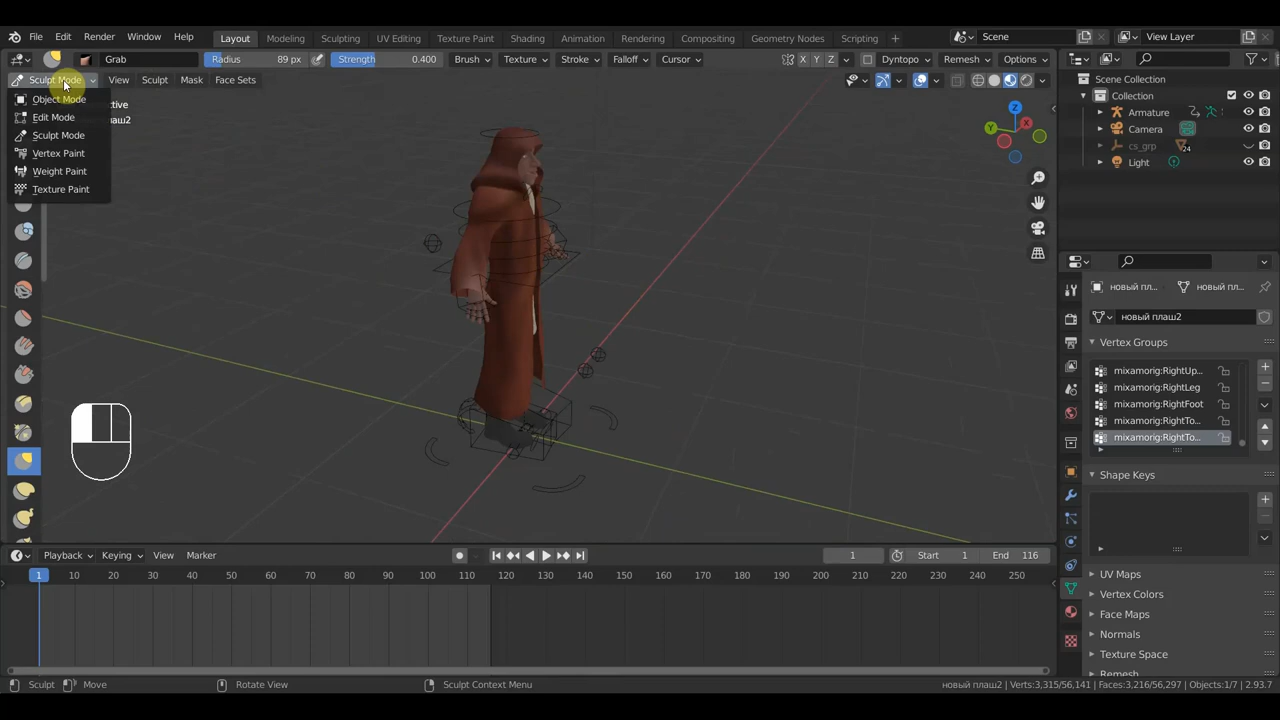 File Edit Render Window Help Layout Modeling Sculpting UV Editing Texture Paint Shading Animation Rendering Compositing Geometry Nodes Scripting Scene View Layer
Grab Radius 89 px Strength 0.400 Brush Texture Stroke Falloff Cursor X Y Z Dyntopo Remesh Options
Sculpt Mode View Sculpt Mask Face Sets
Scene Collection
Collection
Armature
Camera
cs_grp 24
Light
Object Mode
Edit Mode
Sculpt Mode
Vertex Paint
Weight Paint
Texture Paint
ctive
лаш2
Z
Y
X
новый пл... новый пл...
новый плаш2
Vertex Groups
mixamorig:RightUp...
mixamorig:RightLeg
mixamorig:RightFoot
mixamorig:RightTo...
mixamorig:RightTo...
Shape Keys
UV Maps
Vertex Colors
Face Maps
Normals
Texture Space
Remesh
Playback Keying View Marker 1 Start 1 End 116
1 10 20 30 40 50 60 70 80 90 100 110 120 130 140 150 160 170 180 190 200 210 220 230 240 250
Sculpt Move Rotate View Sculpt Context Menu новый плаш2 | Verts:3,315/56,141 | Faces:3,216/56,297 | Objects:1/7 | 2.93.7